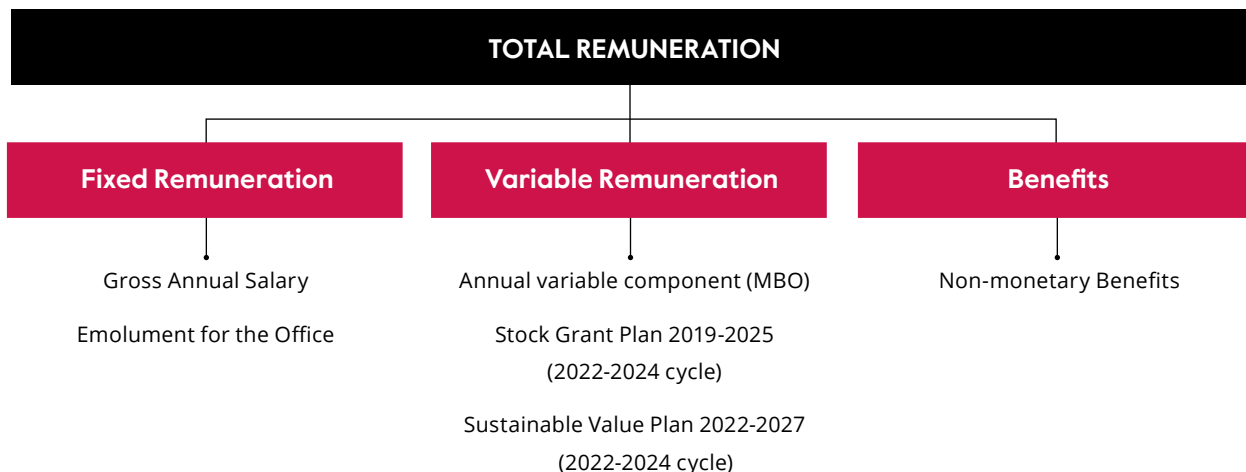 TOTAL REMUNERATION
Fixed Remuneration
Gross Annual Salary
Emolument for the Office
Variable Remuneration
Annual variable component (MBO)
Stock Grant Plan 2019-2025
(2022-2024 cycle)
Sustainable Value Plan 2022-2027
(2022-2024 cycle)
Benefits
Non-monetary Benefits